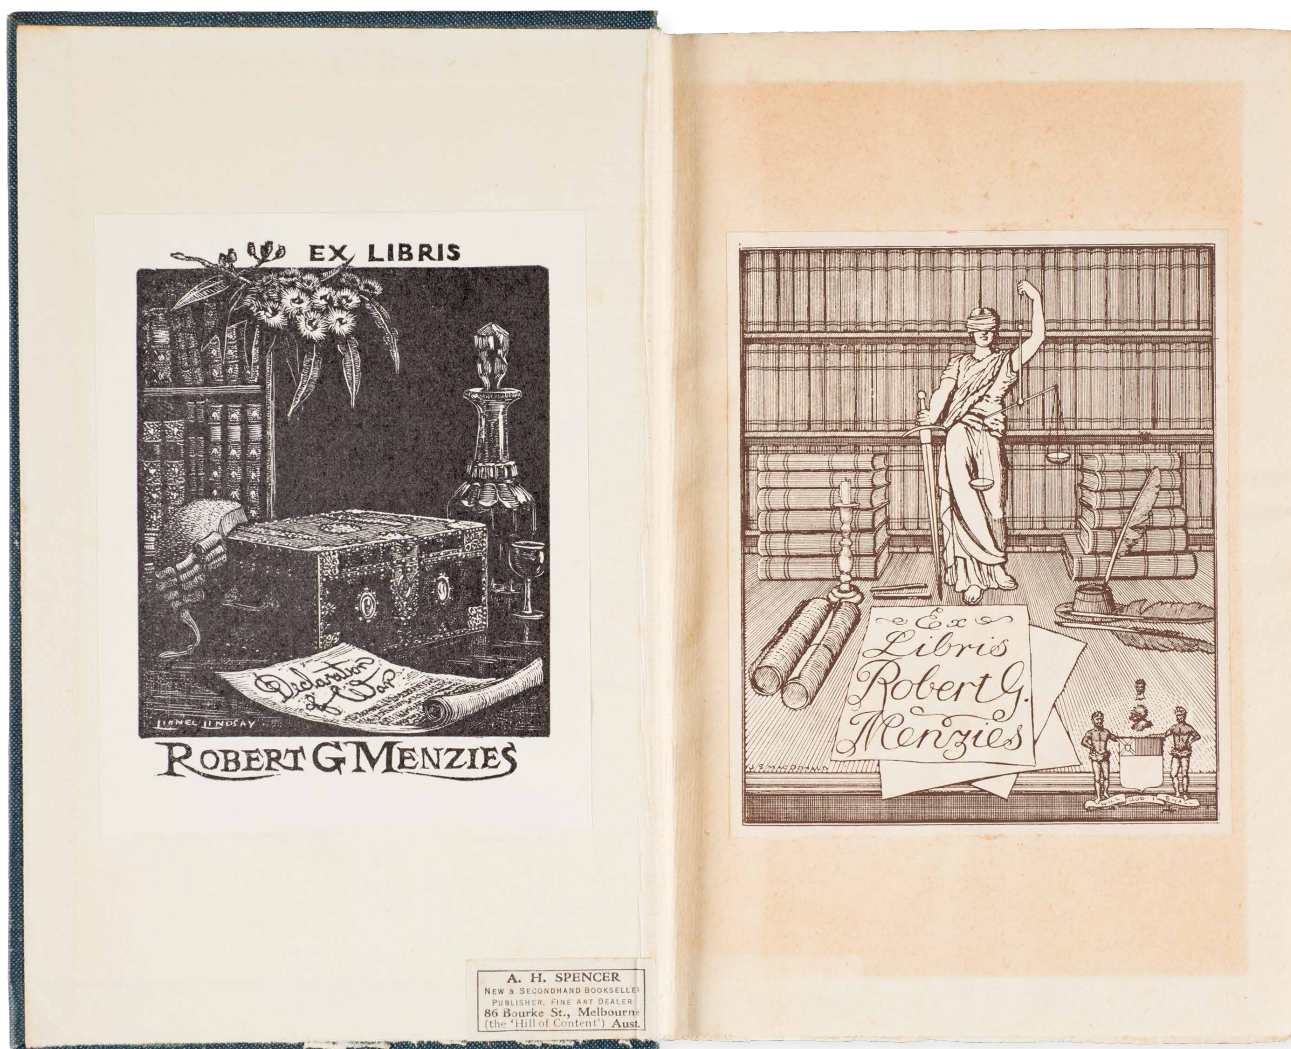 EX LIBRIS
Declaration
of War
LIONEL LINDSAY
ROBERT G MENZIES
A. H. SPENCER
NEW & SECONDHAND BOOKSELLER
PUBLISHER, FINE ART DEALER
86 Bourke St., Melbourne
(the 'Hill of Content') Aust.
Ex
Libris
Robert G.
Menzies